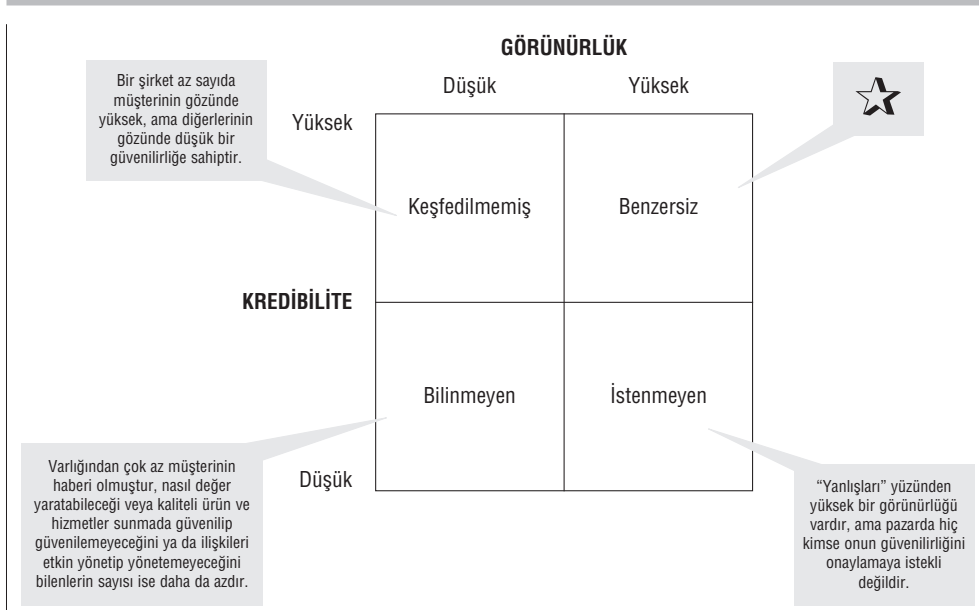 GÖRÜNÜRLÜK
Düşük Yüksek
Bir şirket az sayıda
müşterinin gözünde
yüksek, ama diğerlerinin
gözünde düşük bir
güvenilirliğe sahiptir.
Yüksek
Keşfedilmemiş Benzersiz
KREDİBİLİTE
Bilinmeyen İstenmeyen
Düşük
Varlığından çok az müşterinin
haberi olmuştur, nasıl değer
yaratabileceği veya kaliteli ürün ve
hizmetler sunmada güvenilip
güvenilemeyeceğini ya da ilişkileri
etkin yönetip yönetemeyeceğini
bilenlerin sayısı ise daha da azdır.
“Yanlışları” yüzünden
yüksek bir görünürlüğü
vardır, ama pazarda hiç
kimse onun güvenilirliğini
onaylamaya istekli
değildir.